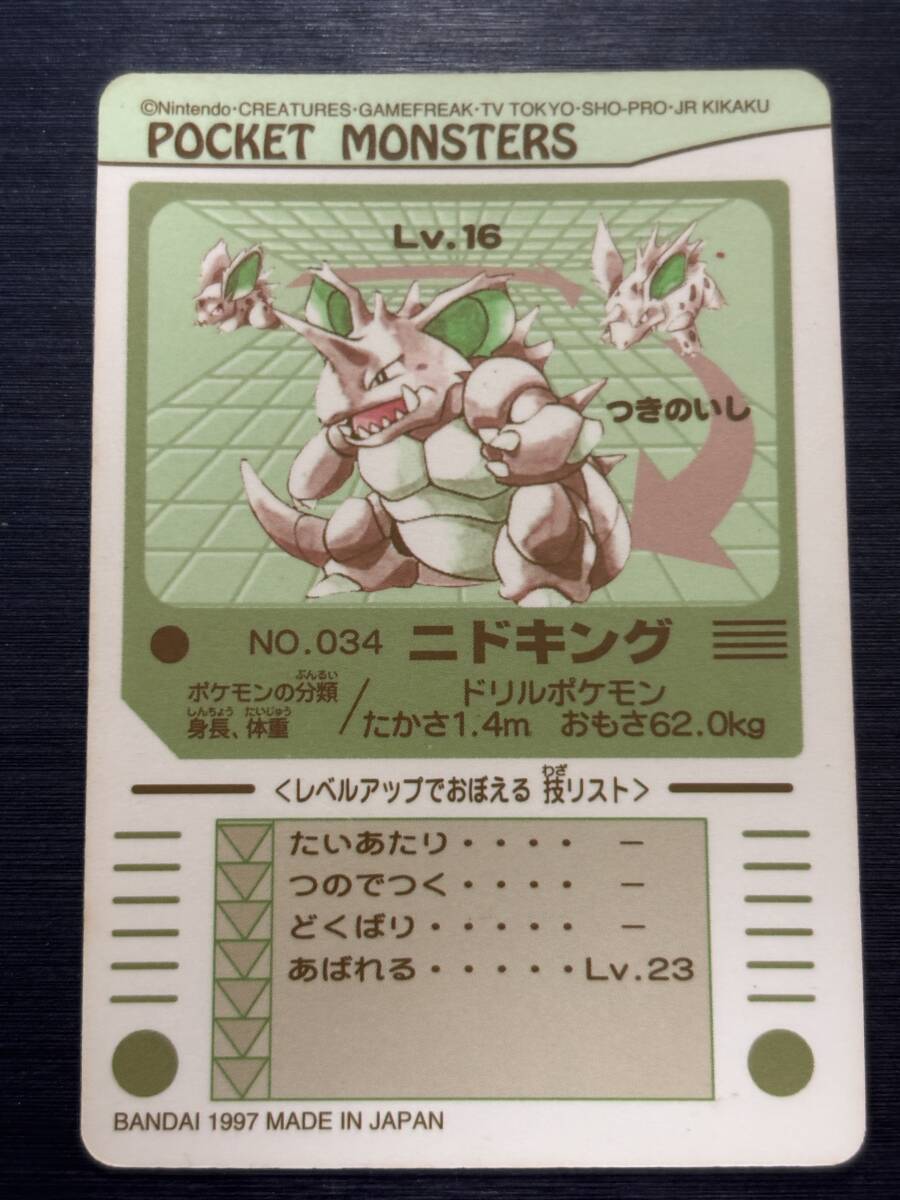 ©Nintendo・CREATURES・GAMEFREAK・TV TOKYO・SHO-PRO・JR KIKAKU
POCKET MONSTERS
Lv.16
つきのいし
NO.034 ニドキング
ぶんるい
ポケモンの分類 / ドリルポケモン
しんちょう たいじゅう
身長、体重 たかさ1.4m おもさ62.0kg
わざ
<レベルアップでおぼえる 技リスト>
たいあたり・・・・ －
つのでつく・・・・ －
どくばり・・・・・ －
あばれる・・・・・Lv.23
BANDAI 1997 MADE IN JAPAN